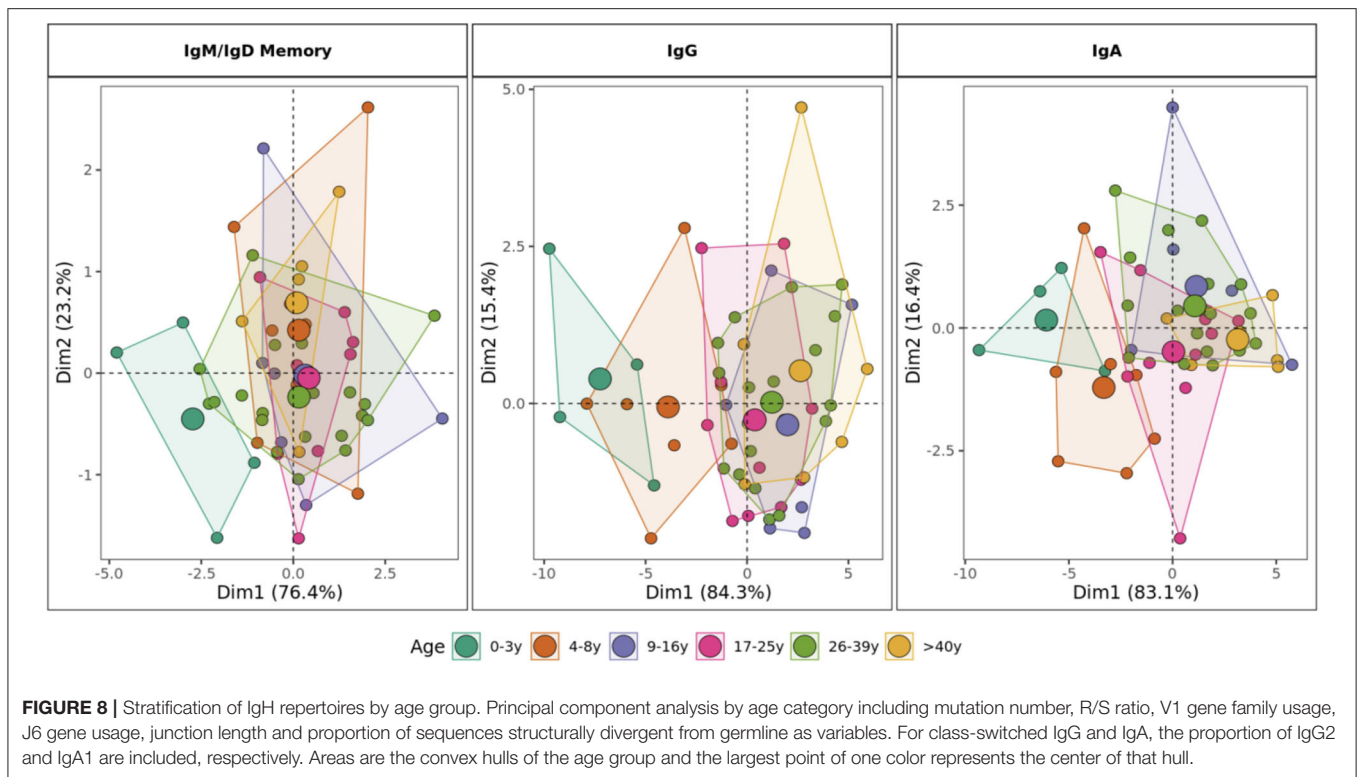 IgM/IgD Memory
IgG
IgA
Dim2 (23.2%)
2
1
0
-1
-5.0
-2.5
0.0
2.5
Dim1 (76.4%)
Dim2 (15.4%)
5.0
2.5
0.0
-10
-5
0
5
Dim1 (84.3%)
Dim2 (16.4%)
2.5
0.0
-2.5
-10
-5
0
5
Dim1 (83.1%)
Age 0-3y 4-8y 9-16y 17-25y 26-39y >40y
FIGURE 8 | Stratification of IgH repertoires by age group. Principal component analysis by age category including mutation number, R/S ratio, V1 gene family usage,
J6 gene usage, junction length and proportion of sequences structurally divergent from germline as variables. For class-switched IgG and IgA, the proportion of IgG2
and IgA1 are included, respectively. Areas are the convex hulls of the age group and the largest point of one color represents the center of that hull.